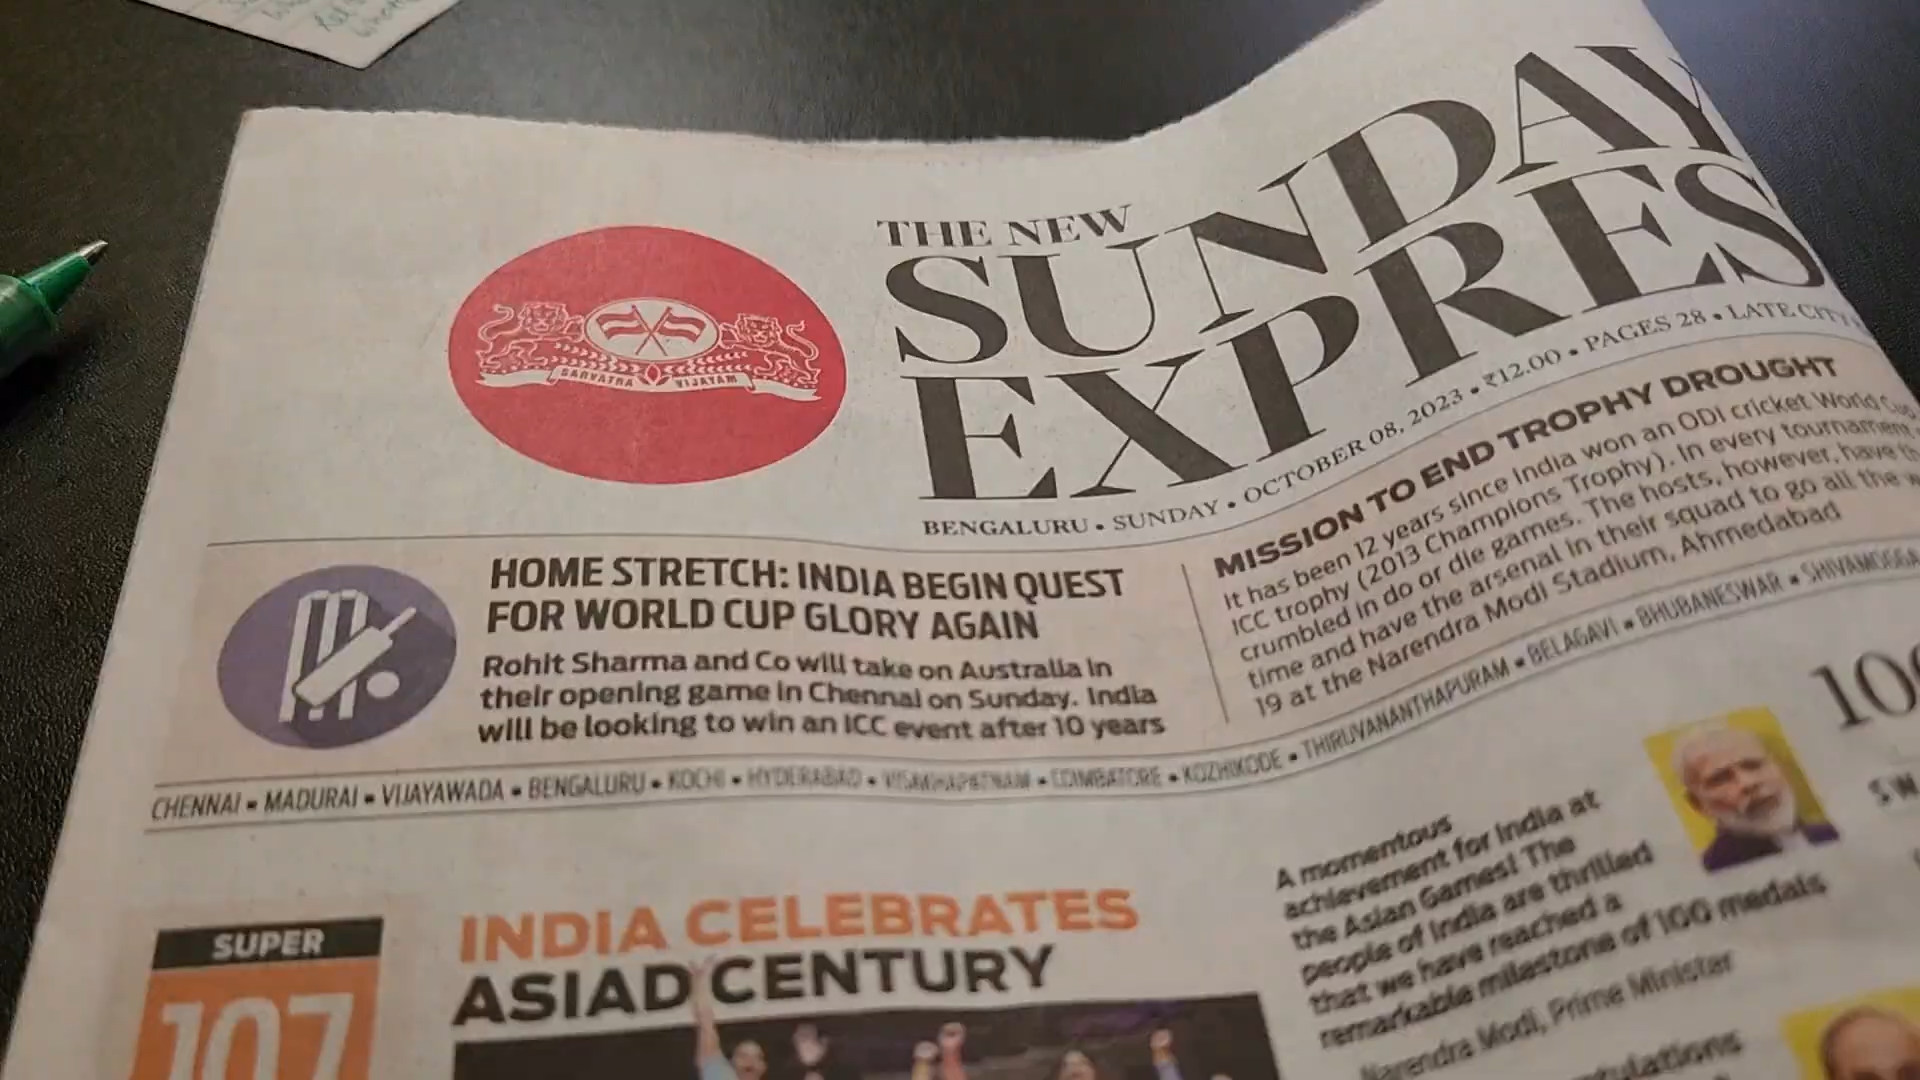 THE NEW
SUNDAY
EXPRES
BENGALURU • SUNDAY • OCTOBER 08, 2023 • ₹12.00 • PAGES 28 • LATE CITY
SARVATRA VIJAYAM
HOME STRETCH: INDIA BEGIN QUEST
FOR WORLD CUP GLORY AGAIN
Rohit Sharma and Co will take on Australia in
their opening game in Chennai on Sunday. India
will be looking to win an ICC event after 10 years
MISSION TO END TROPHY DROUGHT
It has been 12 years since India won an ODI cricket World Cup
ICC trophy (2013 Champions Trophy). In every tournament
crumbled in do or die games. The hosts, however, have
time and have the arsenal in their squad to go all the
19 at the Narendra Modi Stadium, Ahmedabad
CHENNAI ▪ MADURAI ▪ VIJAYAWADA ▪ BENGALURU ▪ KOCHI ▪ HYDERABAD ▪ VISAKHAPATNAM ▪ COIMBATORE ▪ KOZHIKODE ▪ THIRUVANANTHAPURAM ▪ BELAGAVI ▪ BHUBANESWAR ▪ SHIVAMOGGA
SUPER
107
INDIA CELEBRATES
ASIAD CENTURY
A momentous
achievement for India at
the Asian Games! The
people of India are thrilled
that we have reached a
remarkable milestone of 100 medals
Narendra Modi, Prime Minister